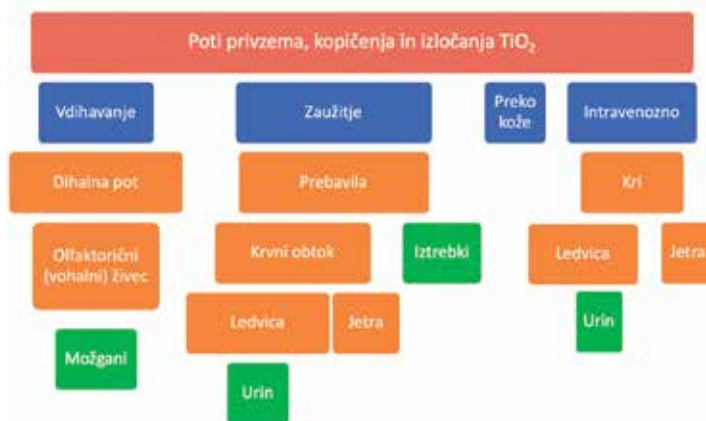 Poti privzema, kopičenja in izločanja TiO₂
Vdihavanje
Zaužitje
Preko
kože
Intravenozno
Dihalna pot
Prebavila
Kri
Olfaktorični
(vohalni) živec
Krvni obtok
Iztrebki
Ledvica
Jetra
Ledvica
Jetra
Možgani
Urin
Urin